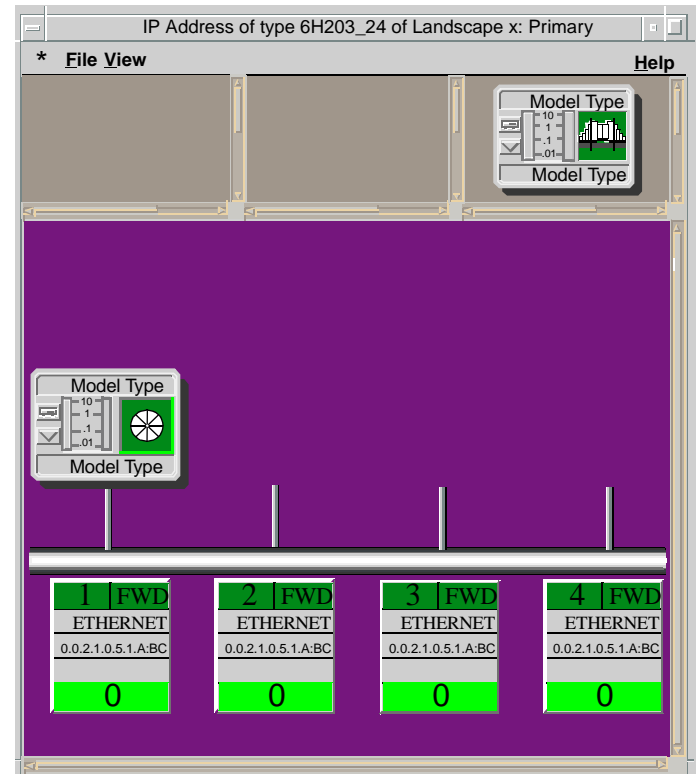 IP Address of type 6H203_24 of Landscape x: Primary
* File View Help
Model Type
10
1
.1
.01
Model Type
Model Type
10
1
.1
.01
Model Type
1 FWD 2 FWD 3 FWD 4 FWD
ETHERNET ETHERNET ETHERNET ETHERNET
0.0.2.1.0.5.1.A:BC 0.0.2.1.0.5.1.A:BC 0.0.2.1.0.5.1.A:BC 0.0.2.1.0.5.1.A:BC
0 0 0 0